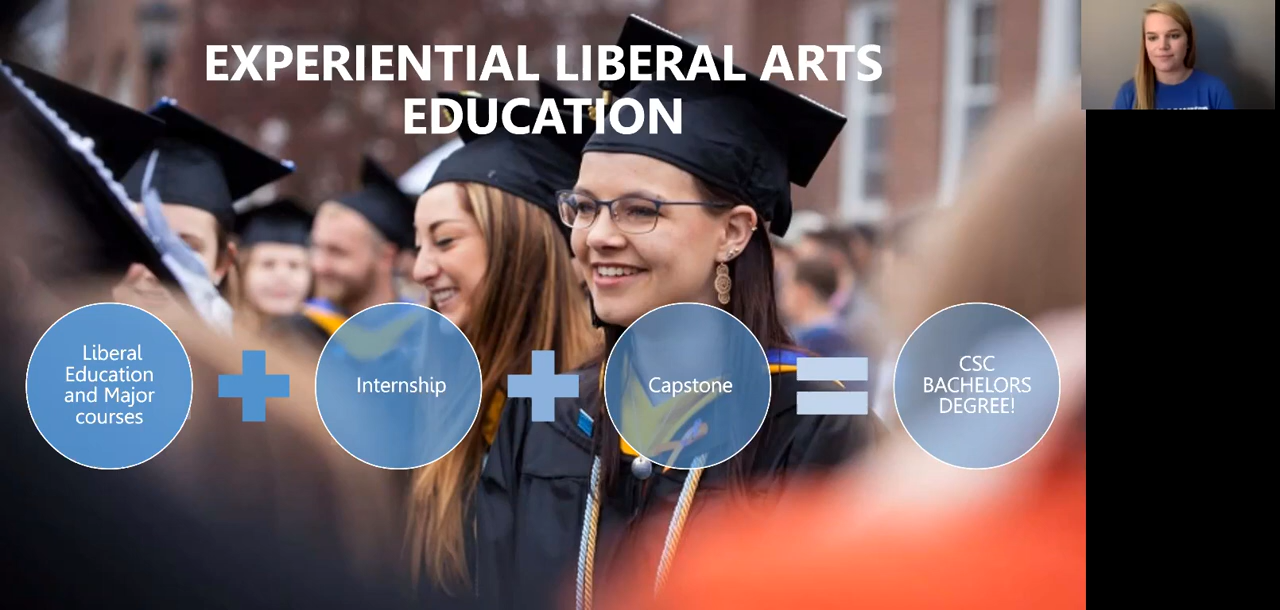 EXPERIENTIAL LIBERAL ARTS
EDUCATION
Liberal
Education
and Major
courses
Internship
Capstone
CSC
BACHELORS
DEGREE!